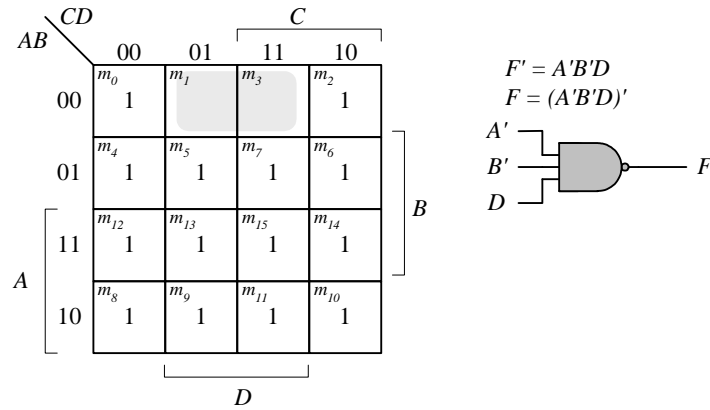 CD
C
AB
00 01 11 10
m0 m1 m3 m2
00 1 1
m4 m5 m7 m6
01 1 1 1 1
m12 m13 m15 m14
11 1 1 1 1
m8 m9 m11 m10
10 1 1 1 1
A
B
D
F' = A'B'D
F = (A'B'D)'
A'
B' F
D